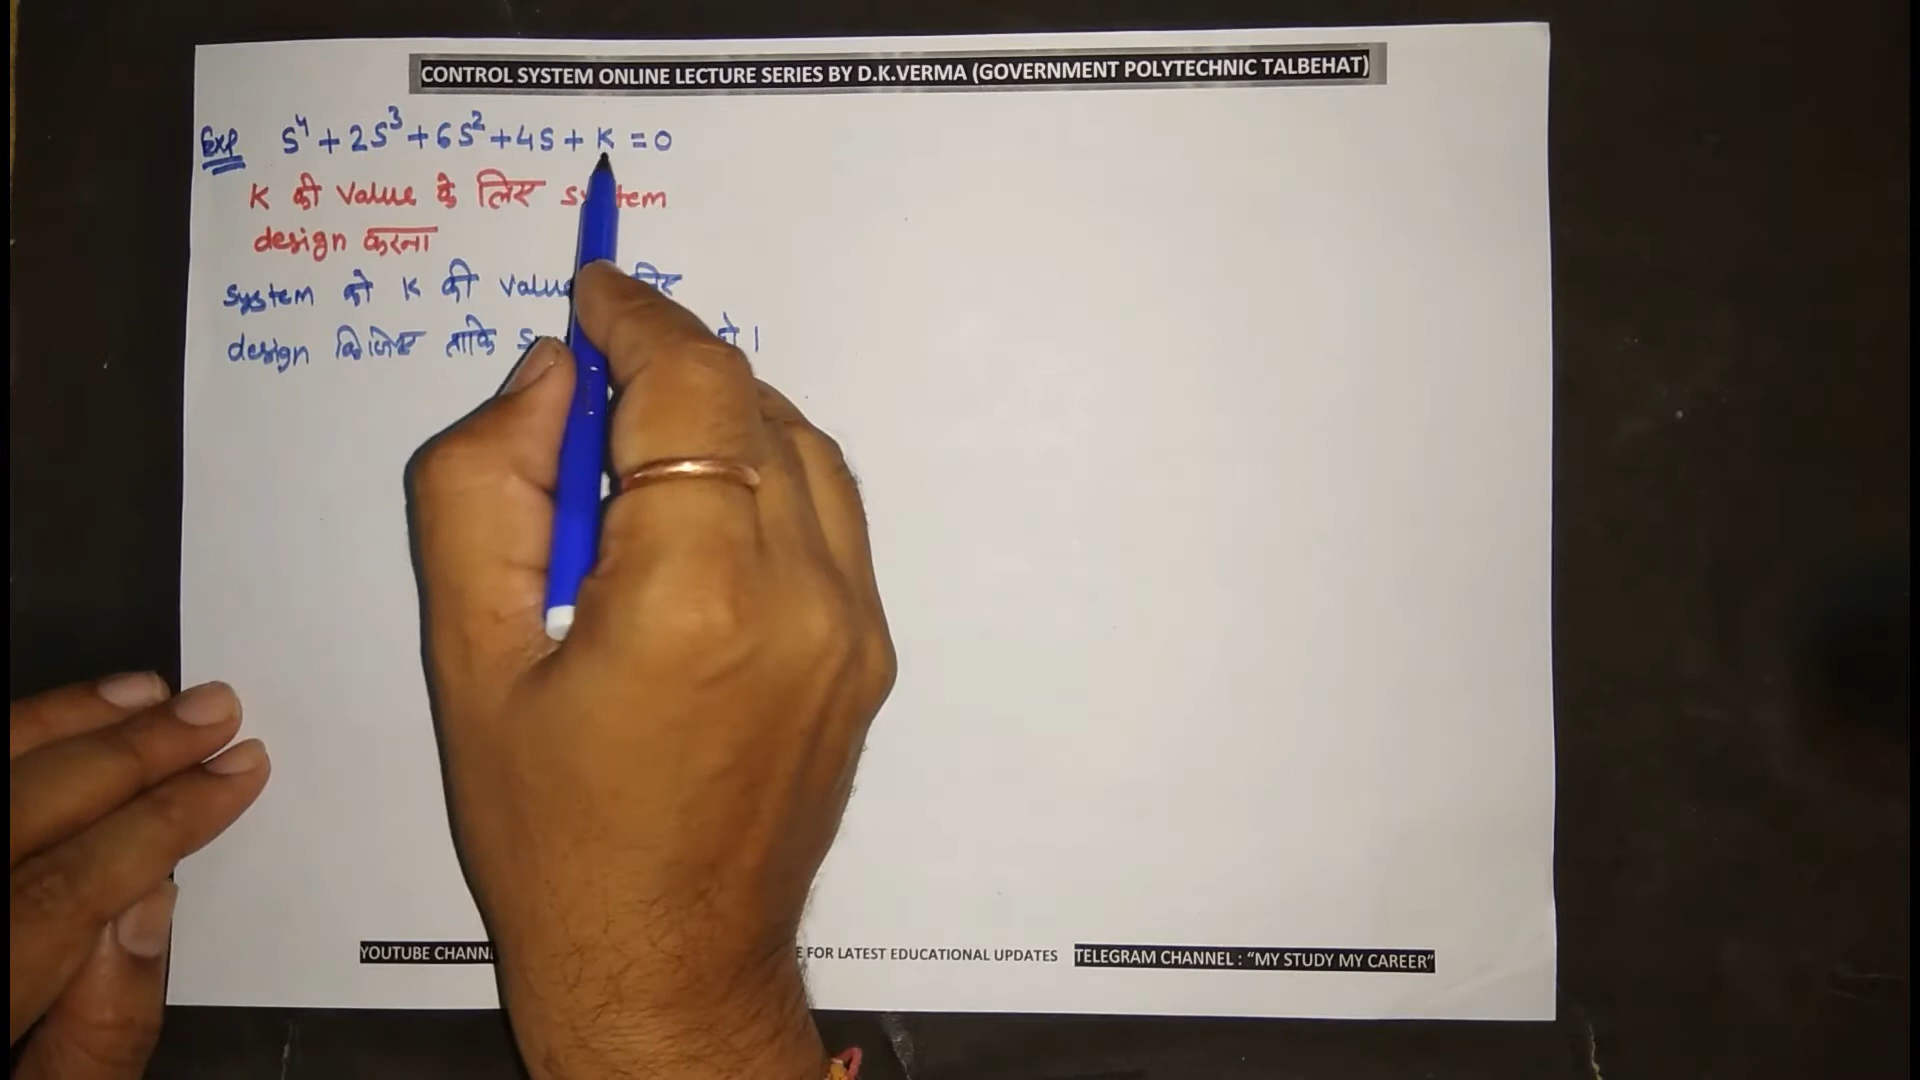 CONTROL SYSTEM ONLINE LECTURE SERIES BY D.K.VERMA (GOVERNMENT POLYTECHNIC TALBEHAT)
Exp S⁴ + 2S³ + 6S² + 4S + K = 0
K की Value के लिए
design करना
System को K की
design किजिए ताकि
YOUTUBE FOR LATEST EDUCATIONAL UPDATES TELEGRAM CHANNEL : “MY STUDY MY CAREER”